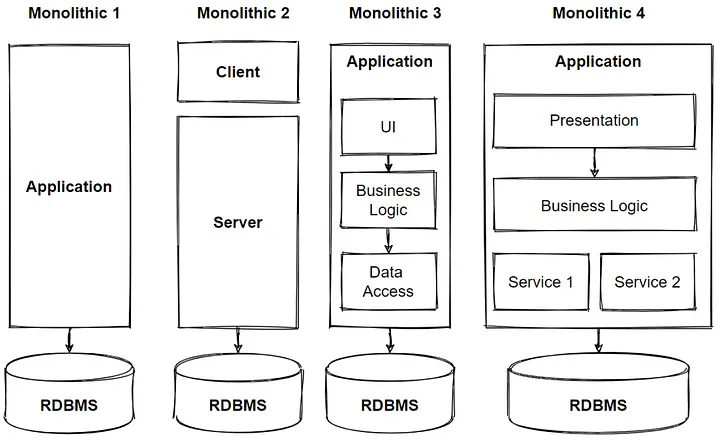 Monolithic 1
Monolithic 2
Monolithic 3
Monolithic 4
Application
RDBMS
Client
Server
RDBMS
Application
UI
Business
Logic
Data
Access
RDBMS
Application
Presentation
Business Logic
Service 1
Service 2
RDBMS